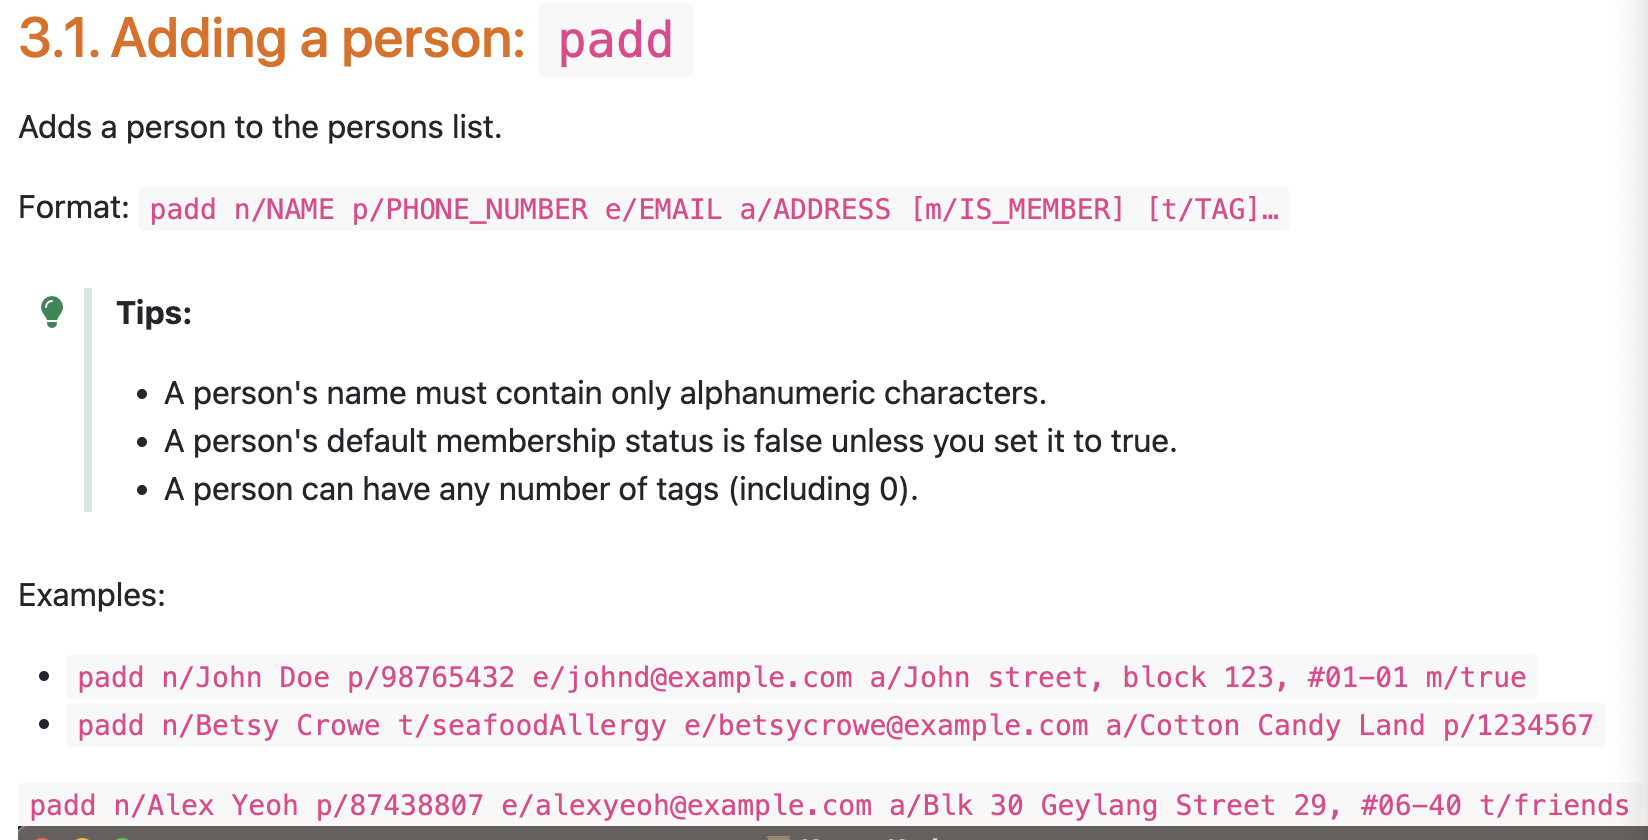 3.1. Adding a person: padd
Adds a person to the persons list.
Format: padd n/NAME p/PHONE_NUMBER e/EMAIL a/ADDRESS [m/IS_MEMBER] [t/TAG]…
Tips:
• A person's name must contain only alphanumeric characters.
• A person's default membership status is false unless you set it to true.
• A person can have any number of tags (including 0).
Examples:
• padd n/John Doe p/98765432 e/johnd@example.com a/John street, block 123, #01-01 m/true
• padd n/Betsy Crowe t/seafoodAllergy e/betsycrowe@example.com a/Cotton Candy Land p/1234567
padd n/Alex Yeoh p/87438807 e/alexyeoh@example.com a/Blk 30 Geylang Street 29, #06-40 t/friends